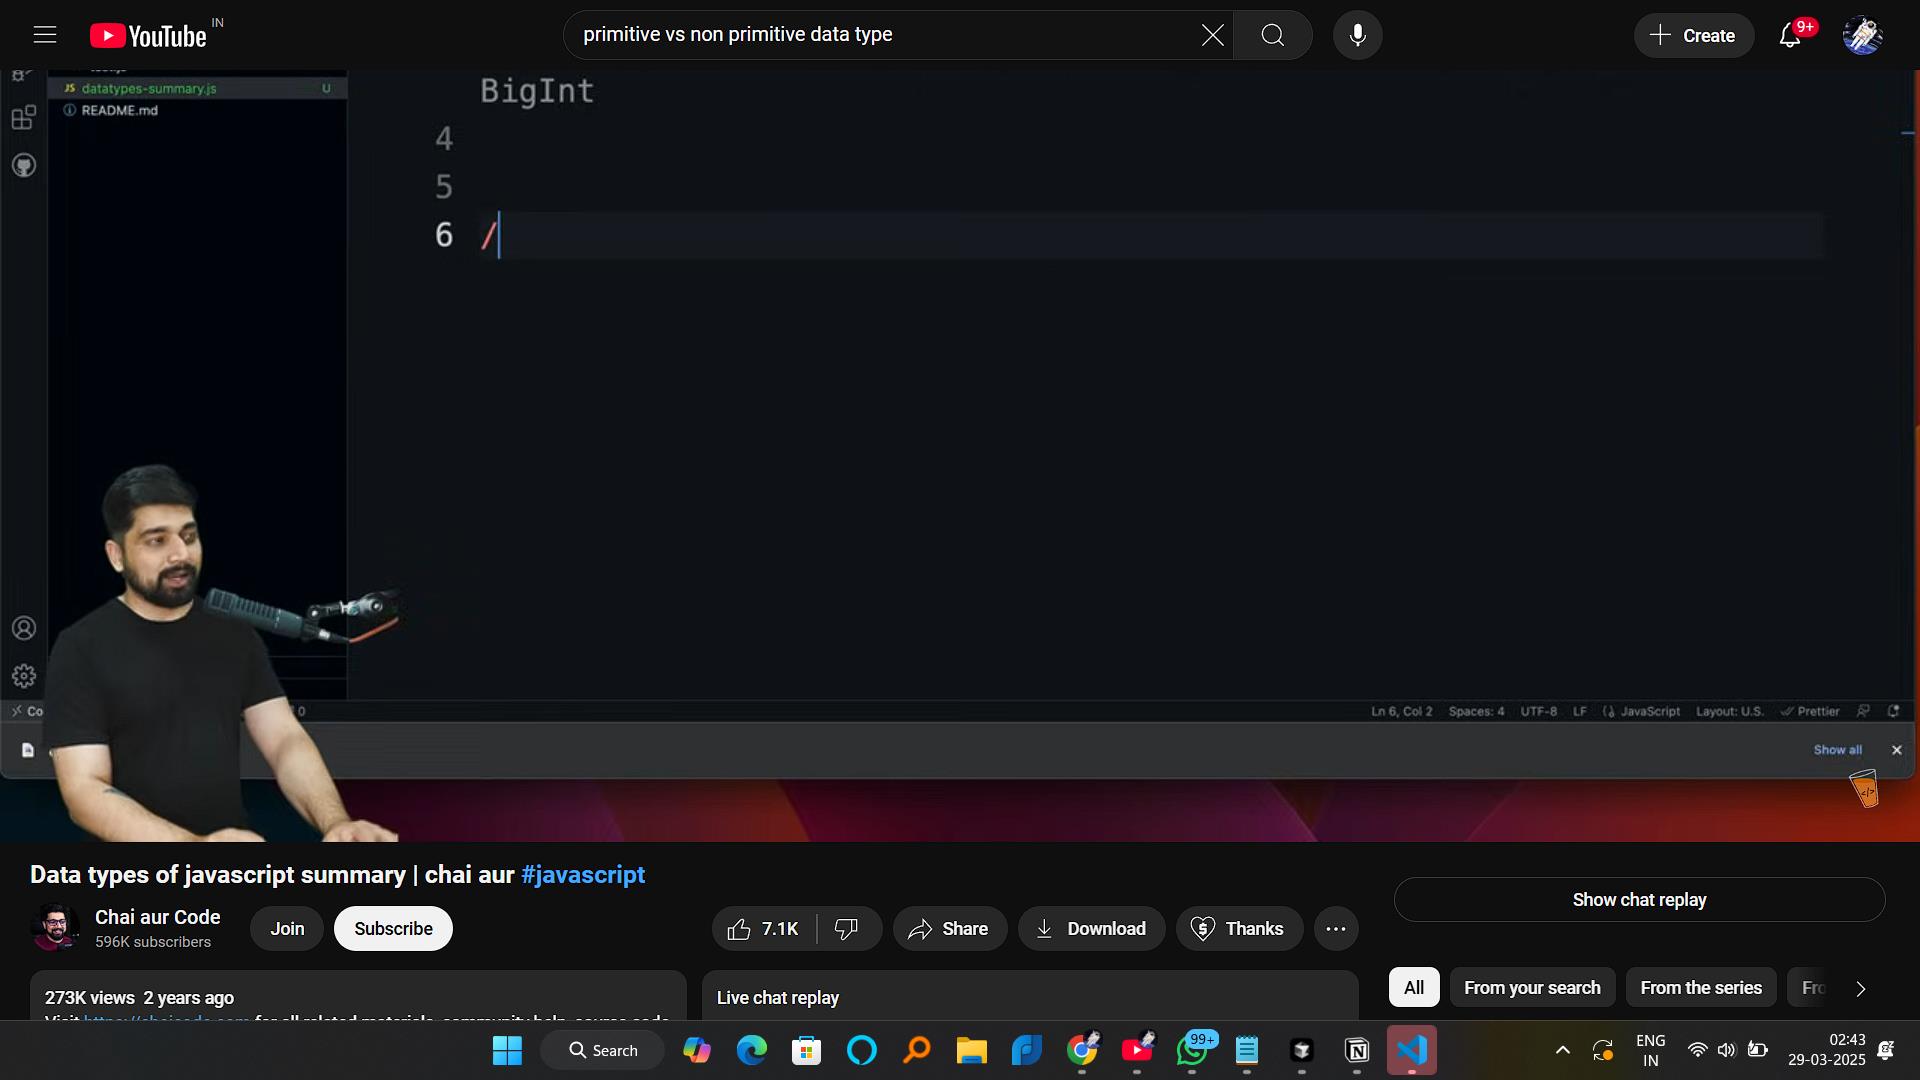 YouTube IN
primitive vs non primitive data type
Create
9+
JS datatypes-summary.js U
README.md
BigInt
4
5
6 /
Co
0
Ln 6, Col 2 Spaces: 4 UTF-8 LF JavaScript Layout: U.S. Prettier
Show all
</>
Data types of javascript summary | chai aur #javascript
Chai aur Code
596K subscribers
Join
Subscribe
7.1K
Share
Download
Thanks
Show chat replay
273K views 2 years ago
Live chat replay
All
From your search
From the series
Fro
Search
99+
ENG
IN
02:43
29-03-2025